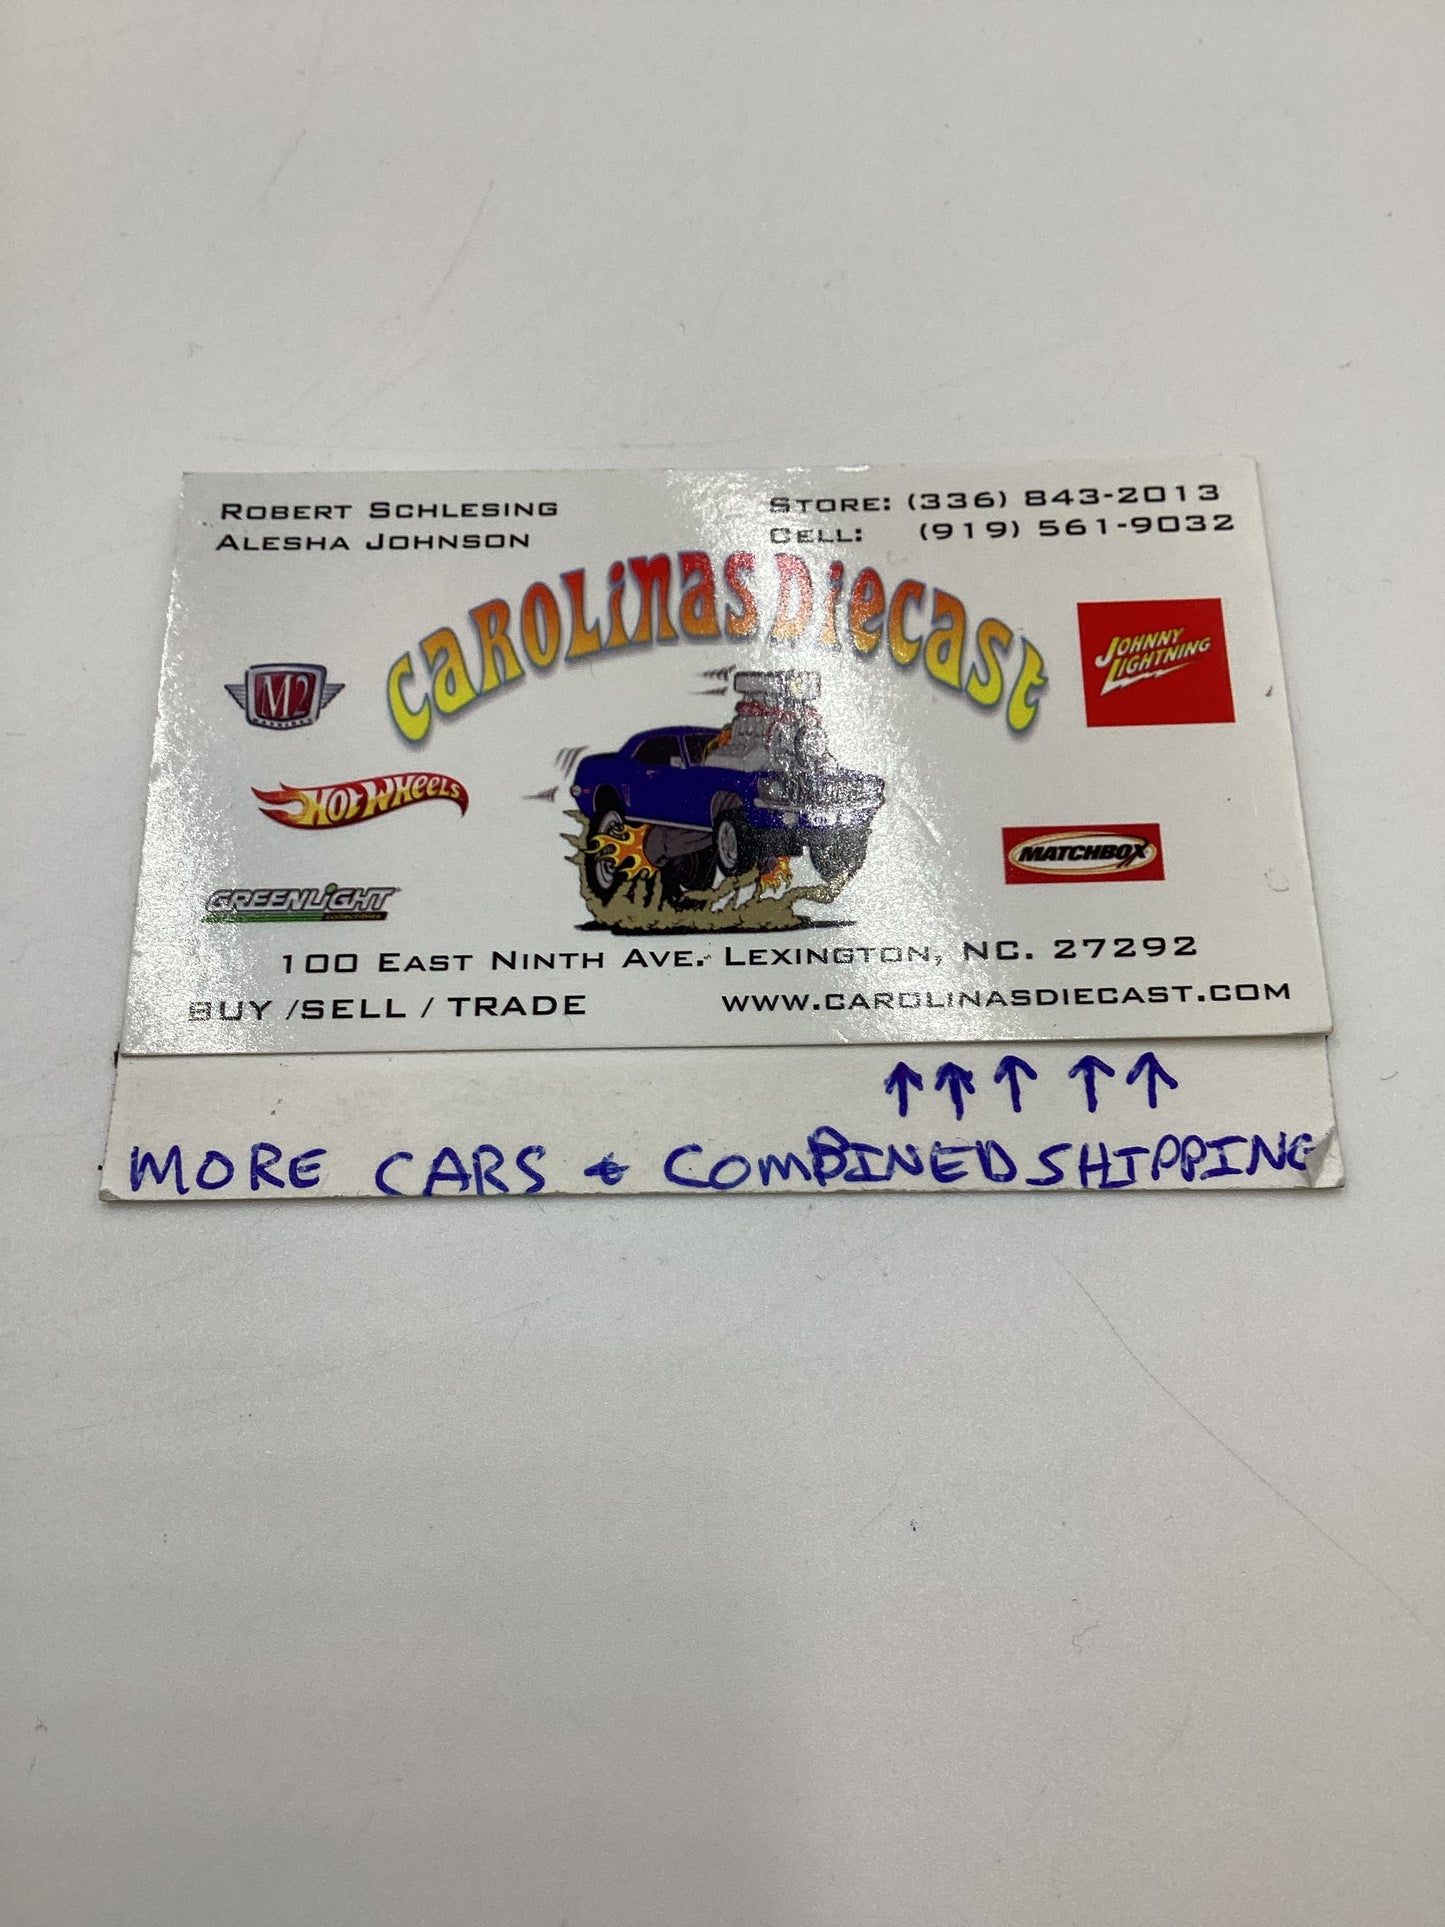 ROBERT SCHLESING
ALESHA JOHNSON
STORE: (336) 843-2013
CELL: (919) 561-9032
CAROLINAS DIECAST
M2
MACHINES
JOHNNY
LIGHTNING
HOT WHEELS
MATCHBOX
GREENLIGHT
100 EAST NINTH AVE. LEXINGTON, NC. 27292
BUY /SELL / TRADE
WWW.CAROLINASDIECAST.COM
↑↑↑↑↑
MORE CARS & COMBINED SHIPPING